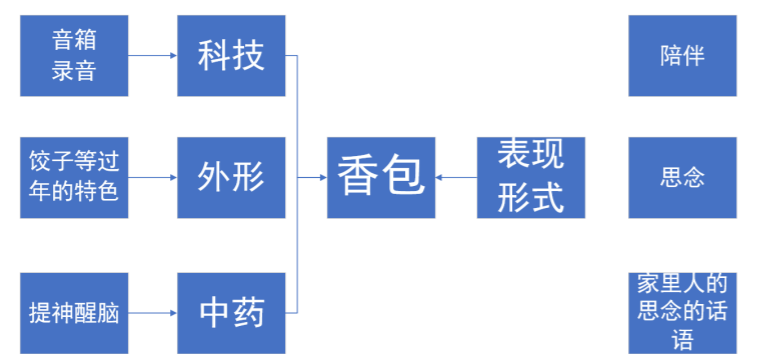 音箱
录音
科技
陪伴
饺子等过
年的特色
外形
香包
表现
形式
思念
提神醒脑
中药
家里人的
思念的话
语